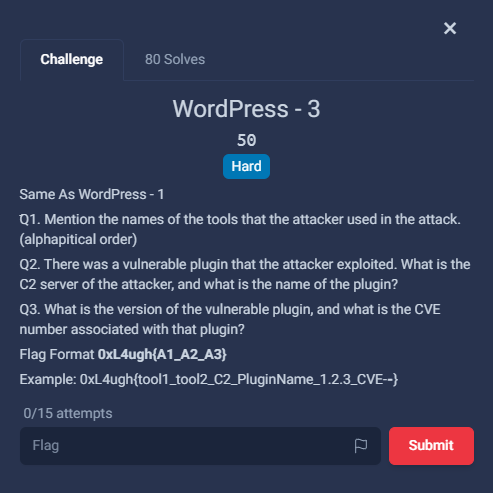 ×
Challenge
80 Solves
WordPress - 3
50
Hard
Same As WordPress - 1
Q1. Mention the names of the tools that the attacker used in the attack.
(alphapitical order)
Q2. There was a vulnerable plugin that the attacker exploited. What is the
C2 server of the attacker, and what is the name of the plugin?
Q3. What is the version of the vulnerable plugin, and what is the CVE
number associated with that plugin?
Flag Format 0xL4ugh{A1_A2_A3}
Example: 0xL4ugh{tool1_tool2_C2_PluginName_1.2.3_CVE--}
0/15 attempts
Flag
Submit